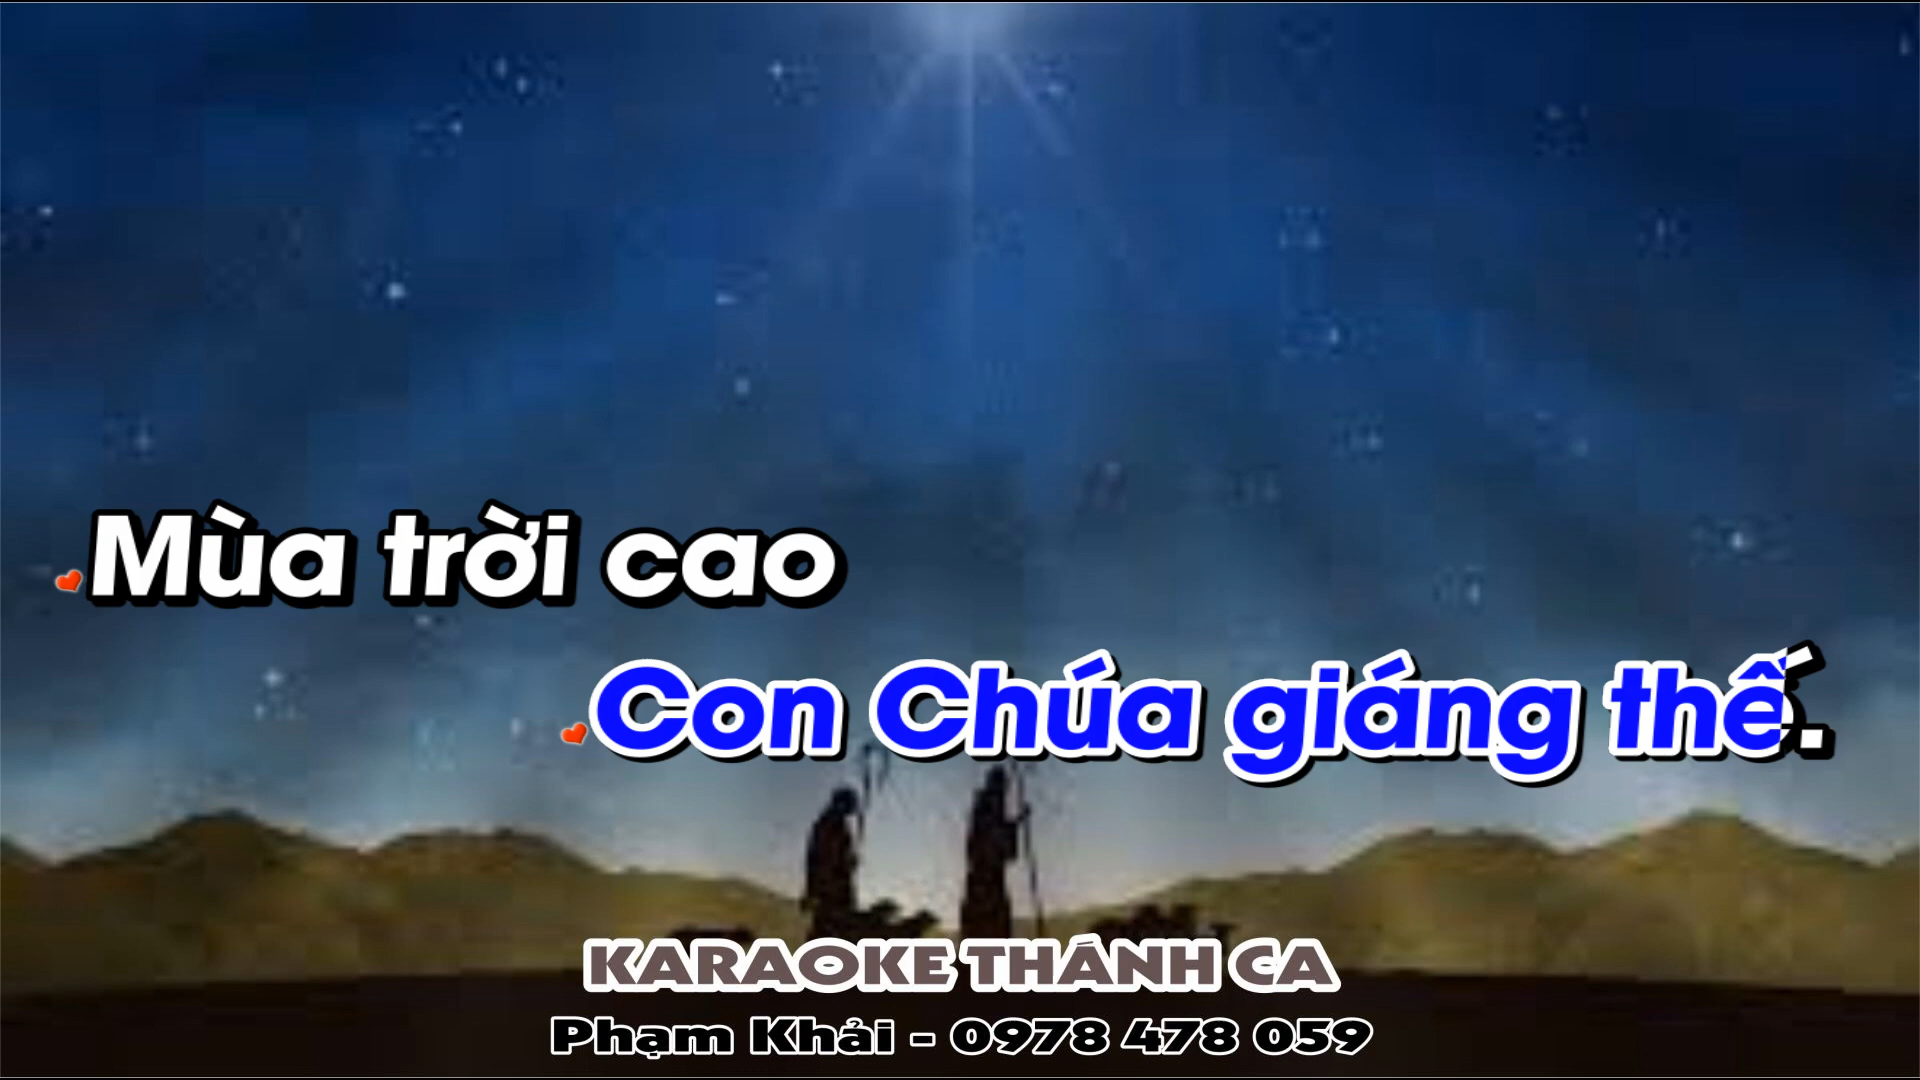 Mùa trời cao
Con Chúa giáng thế.
KARAOKE THÁNH CA
Phạm Khải - 0978 478 059